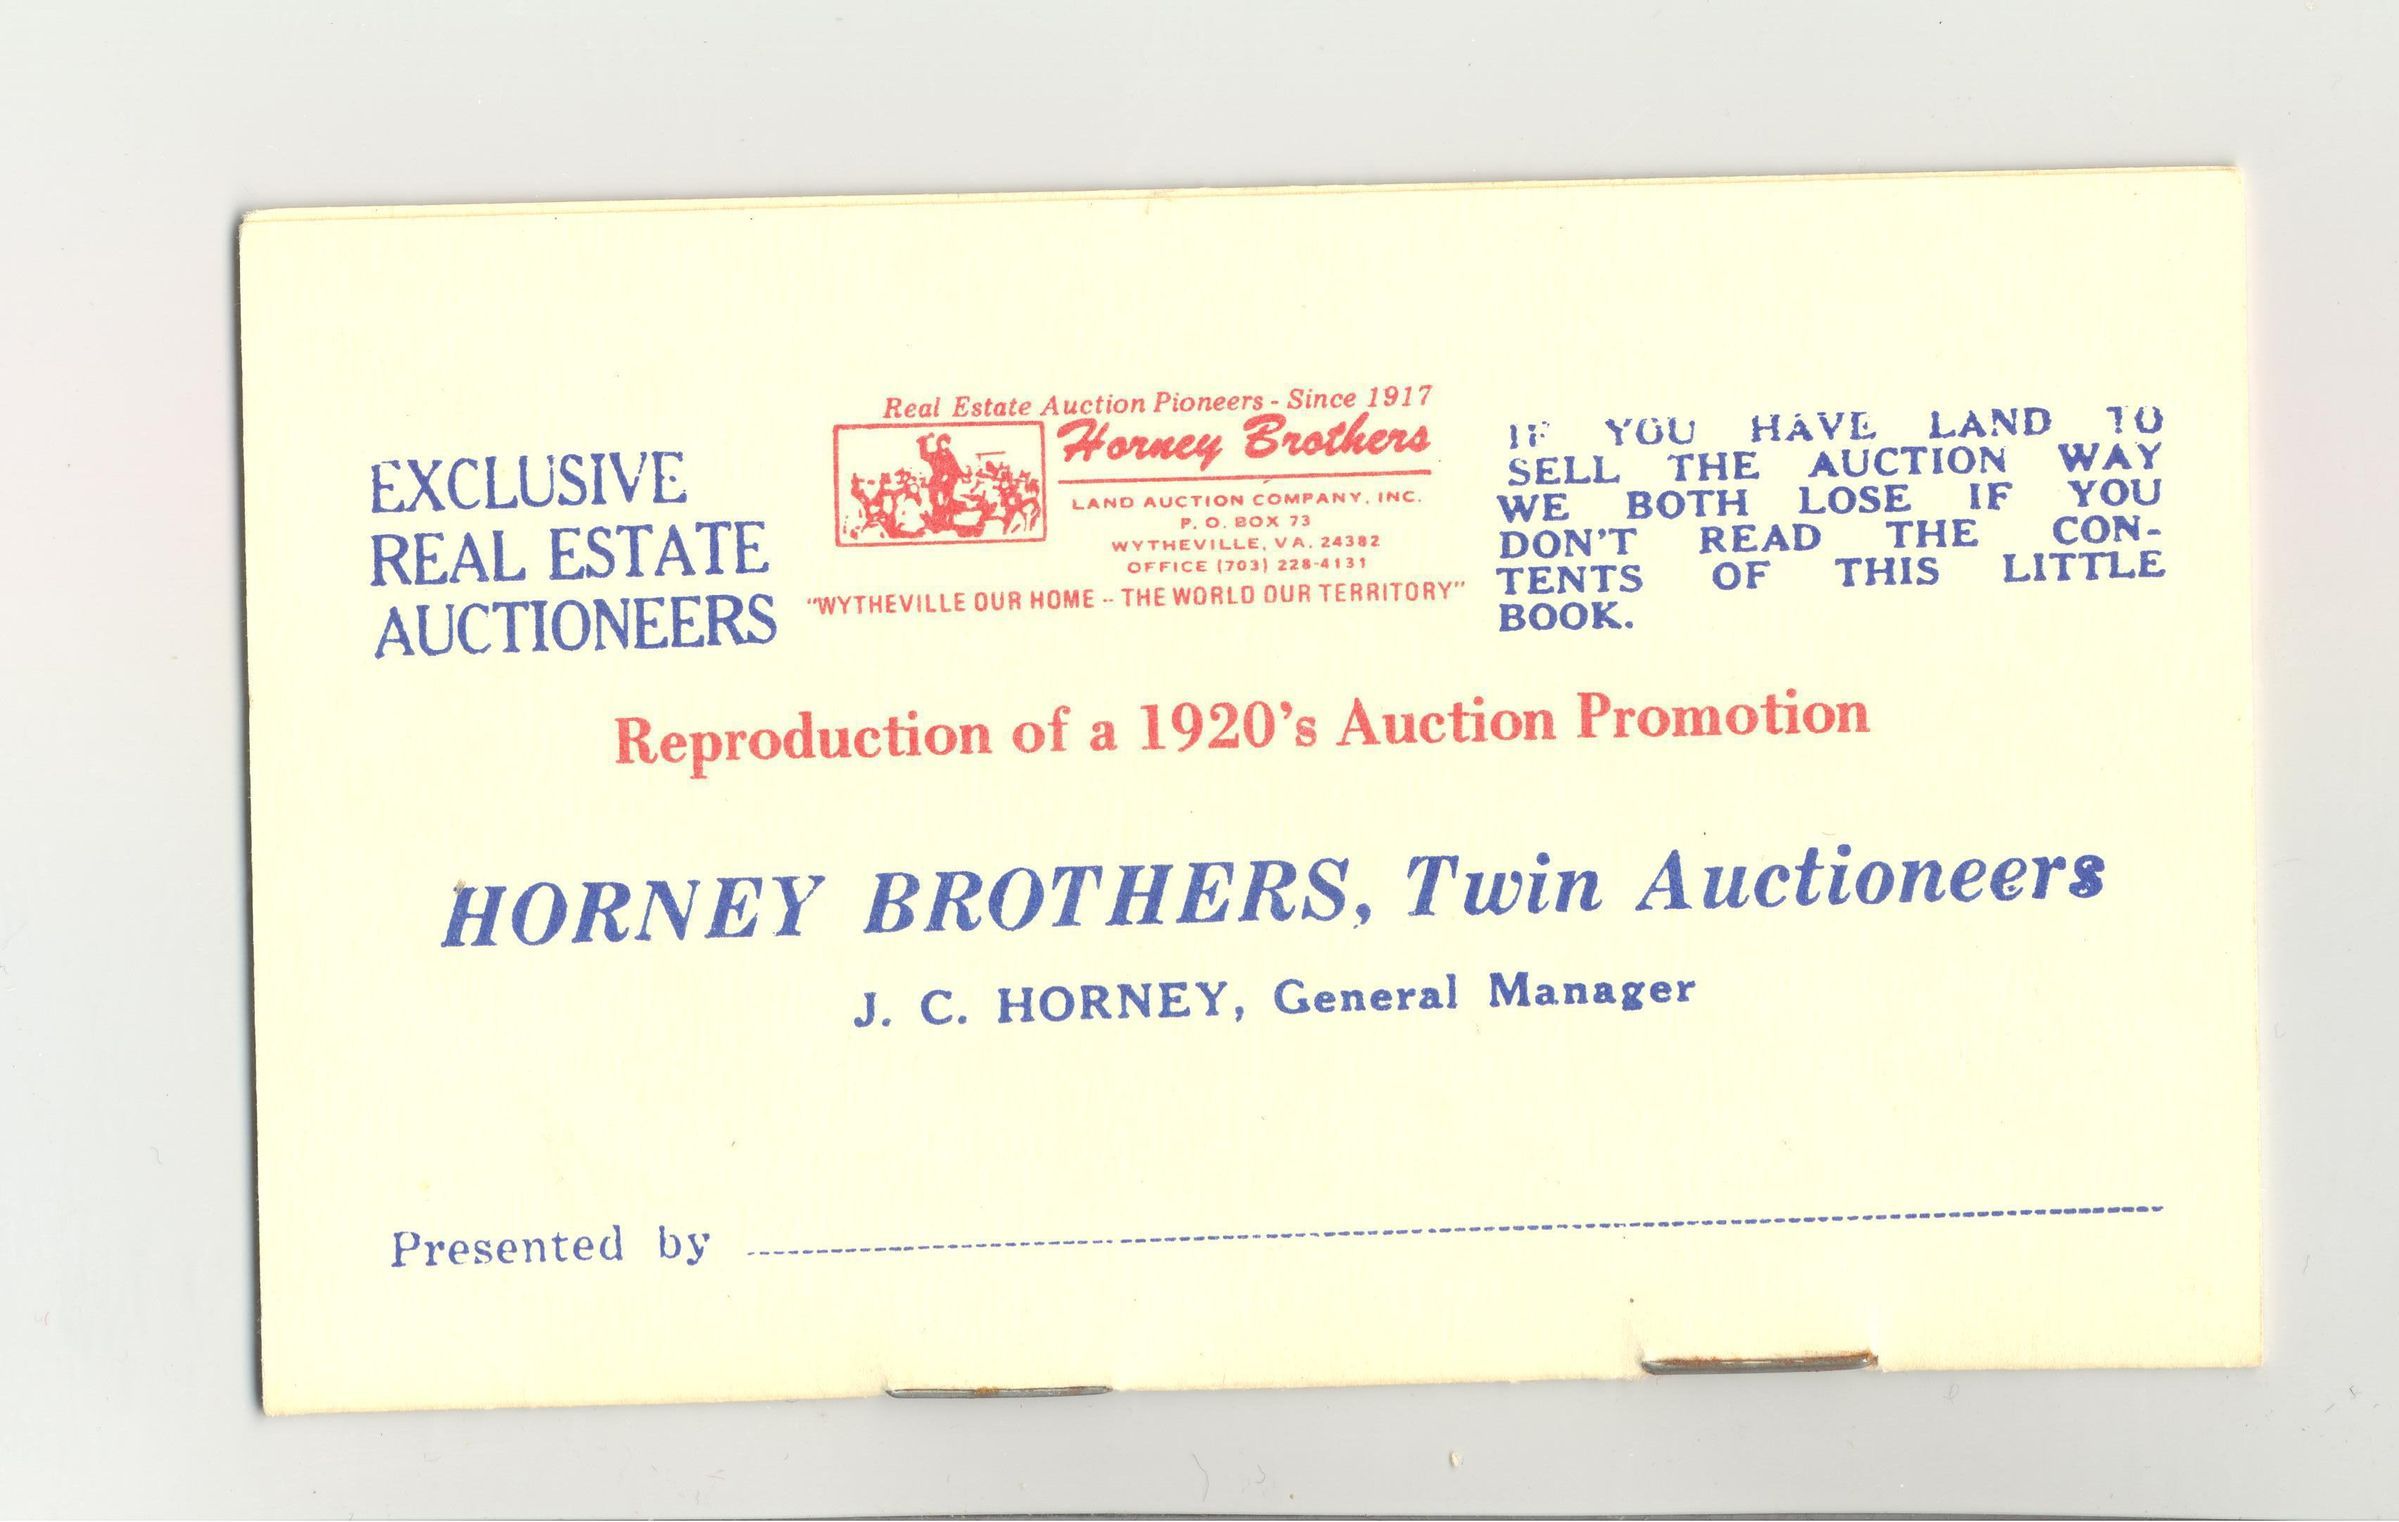 EXCLUSIVE
REAL ESTATE
AUCTIONEERS
Real Estate Auction Pioneers - Since 1917
Horney Brothers
LAND AUCTION COMPANY, INC.
P. O. BOX 73
WYTHEVILLE, VA. 24382
OFFICE (703) 228-4131
"WYTHEVILLE OUR HOME -- THE WORLD OUR TERRITORY"
IF YOU HAVE LAND TO
SELL THE AUCTION WAY
WE BOTH LOSE IF YOU
DON'T READ THE CON-
TENTS OF THIS LITTLE
BOOK.
Reproduction of a 1920's Auction Promotion
HORNEY BROTHERS, Twin Auctioneers
J. C. HORNEY, General Manager
Presented by